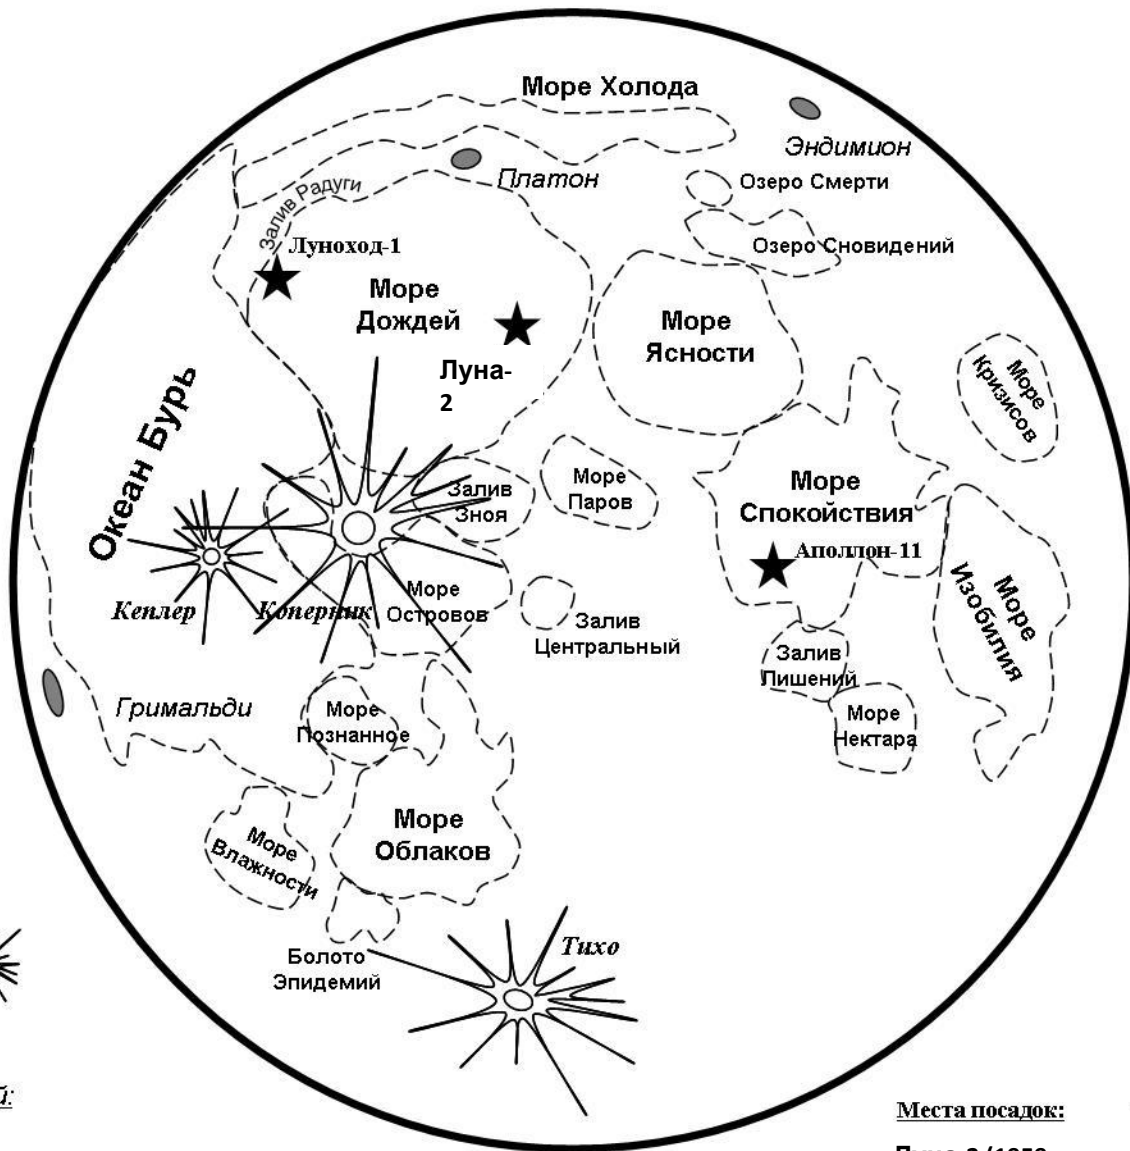 Море Холода
Эндимион
Платон
Озеро Смерти
Залив Радуги
Озеро Сновидений
Луноход-1
Море
Дождей
Море
Ясности
Луна-
2
Море
Кризисов
Океан Бурь
Залив
Зноя
Море
Паров
Море
Спокойствия
Аполлон-11
Кеплер
Коперник
Море
Островов
Залив
Центральный
Море
Изобилия
Залив
Лишений
Гримальди
Море
Познанное
Море
Нектара
Море
Облаков
Море
Влажности
Тихо
Болото
Эпидемий
й:
Места посадок: